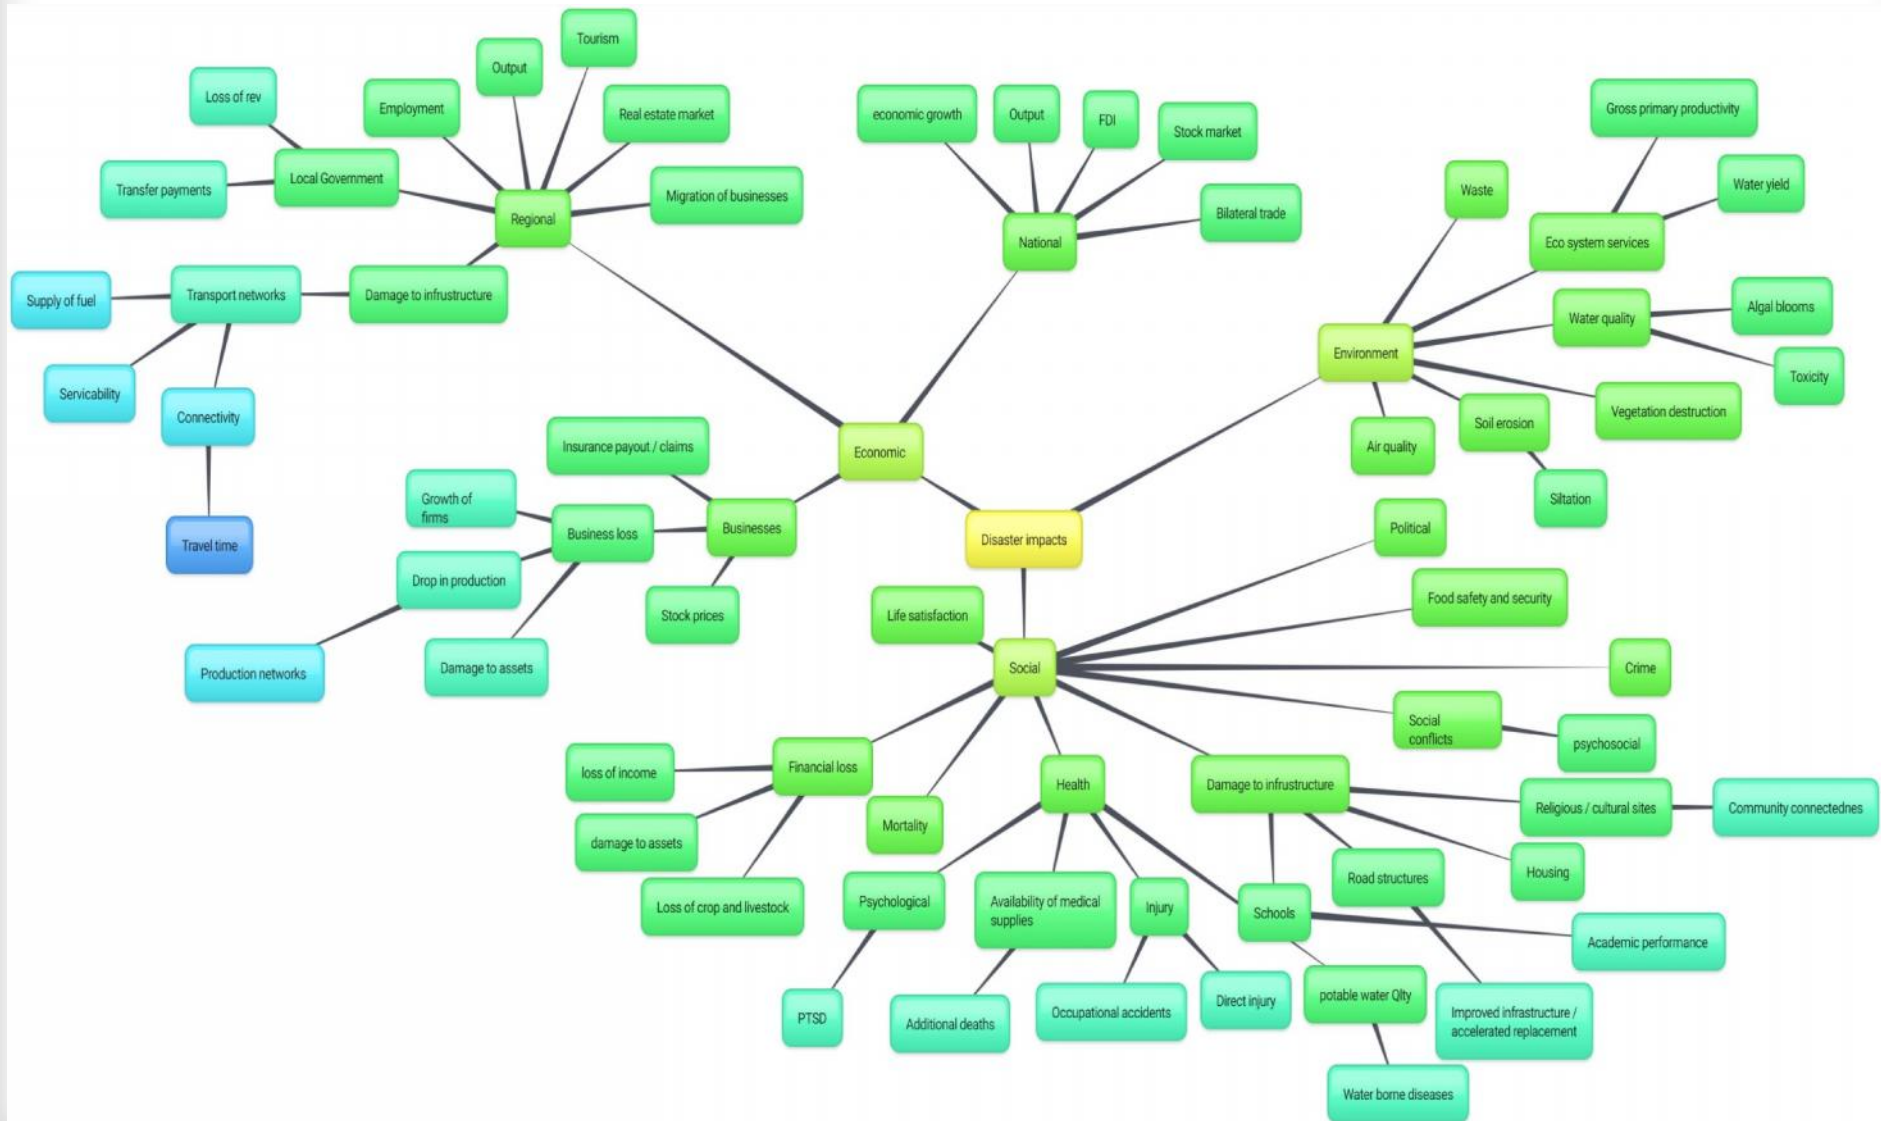 Tourism
Output
Loss of rev
Employment
Real estate market
Local Government
Transfer payments
Migration of businesses
Regional
Supply of fuel
Transport networks
Damage to infrustructure
Servicability
Connectivity
Travel time
economic growth
Output
FDI
Stock market
Bilateral trade
National
Gross primary productivity
Waste
Water yield
Eco system services
Water quality
Algal blooms
Environment
Toxicity
Vegetation destruction
Soil erosion
Air quality
Siltation
Economic
Insurance payout / claims
Growth of
firms
Business loss
Businesses
Drop in production
Stock prices
Production networks
Damage to assets
Disaster impacts
Political
Food safety and security
Life satisfaction
Social
Crime
Social
conflicts
psychosocial
Financial loss
loss of income
damage to assets
Loss of crop and livestock
Mortality
Health
Damage to infrustructure
Religious / cultural sites
Community connectednes
Housing
Road structures
Psychological
Availability of medical
supplies
Injury
Schools
Academic performance
PTSD
Additional deaths
Occupational accidents
Direct injury
potable water Qlty
Improved infrastructure /
accelerated replacement
Water borne diseases